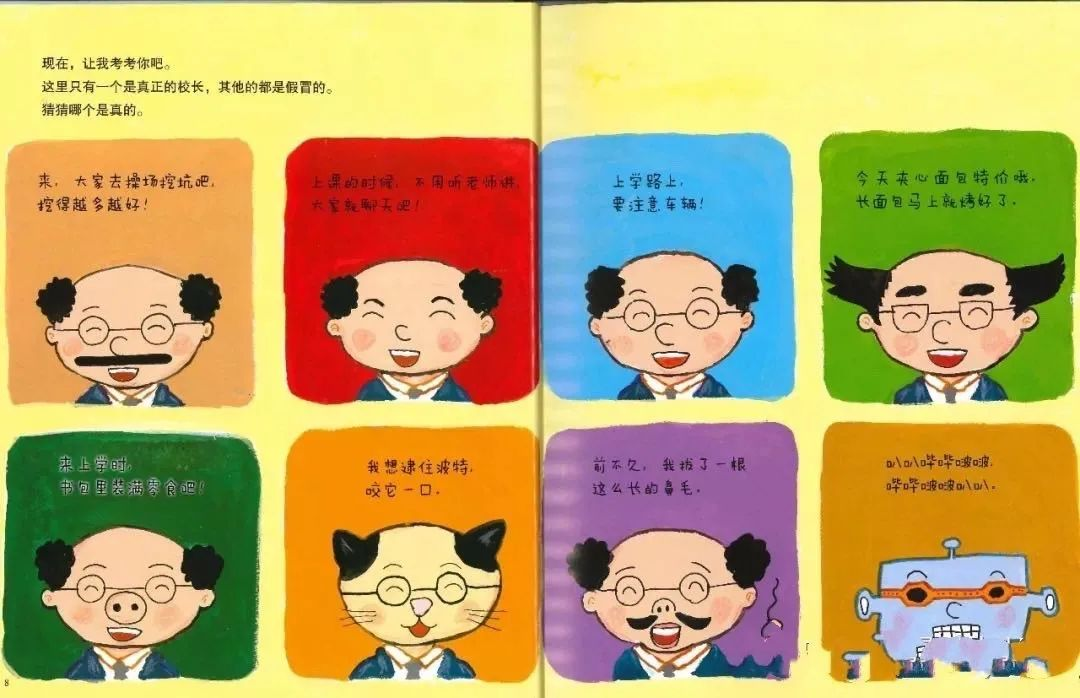 现在，让我考考你吧。
这里只有一个是真正的校长，其他的都是假冒的。
猜猜哪个是真的。
来，大家去操场挖坑吧，
挖得越多越好！
上课的时候，不用听老师讲，
大家就聊天吧！
上学路上，
要注意车辆！
今天夹心面包特价哦，
长面包马上就烤好了。
来上学时，
书包里装满零食吧！
我想逮住波特，
咬它一口。
前不久，我拔了一根
这么长的鼻毛。
叭叭哔哔啵啵，
哔哔啵啵叭叭。
8